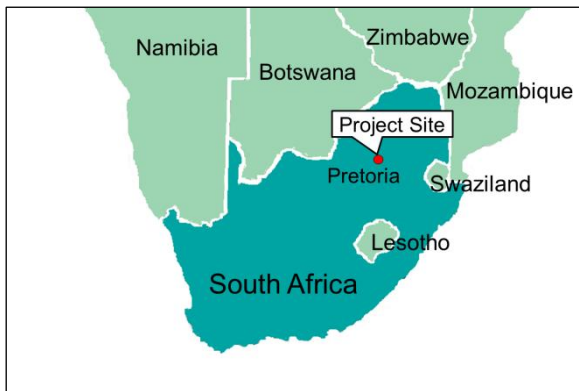 Zimbabwe
Namibia
Botswana
Mozambique
Project Site
Pretoria
Swaziland
Lesotho
South Africa